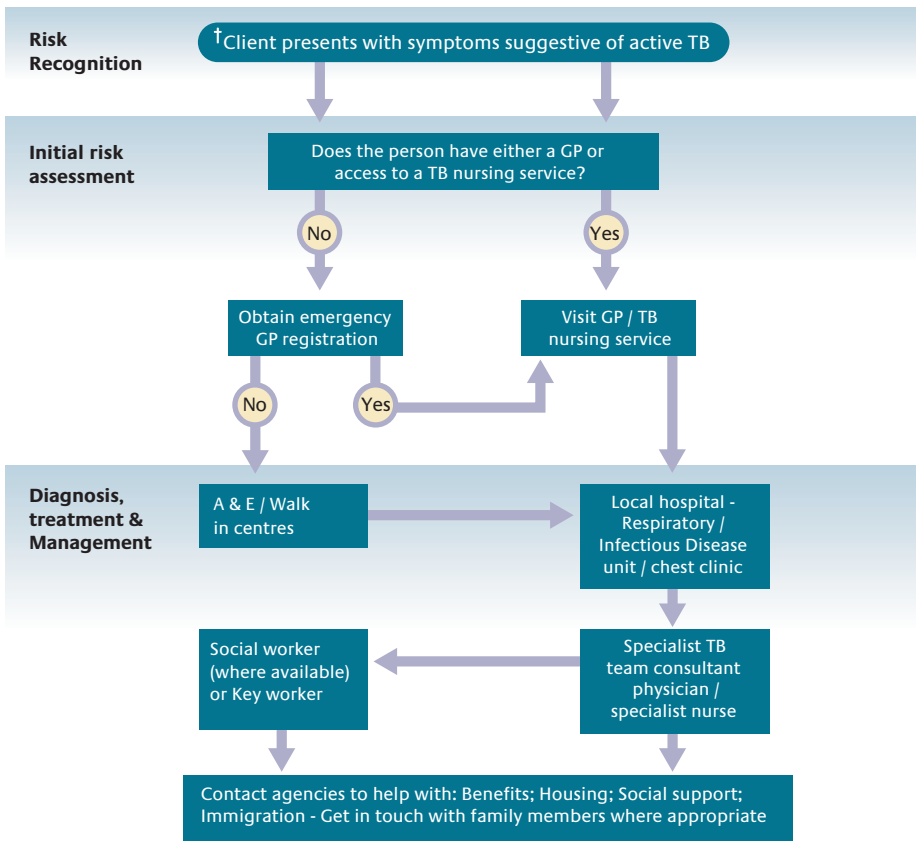 Risk
Recognition
†Client presents with symptoms suggestive of active TB
Initial risk
assessment
Does the person have either a GP or
access to a TB nursing service?
No
Yes
Obtain emergency
GP registration
Visit GP / TB
nursing service
No
Yes
Diagnosis,
treatment &
Management
A & E / Walk
in centres
Local hospital -
Respiratory /
Infectious Disease
unit / chest clinic
Social worker
(where available)
or Key worker
Specialist TB
team consultant
physician /
specialist nurse
Contact agencies to help with: Benefits; Housing; Social support;
Immigration - Get in touch with family members where appropriate